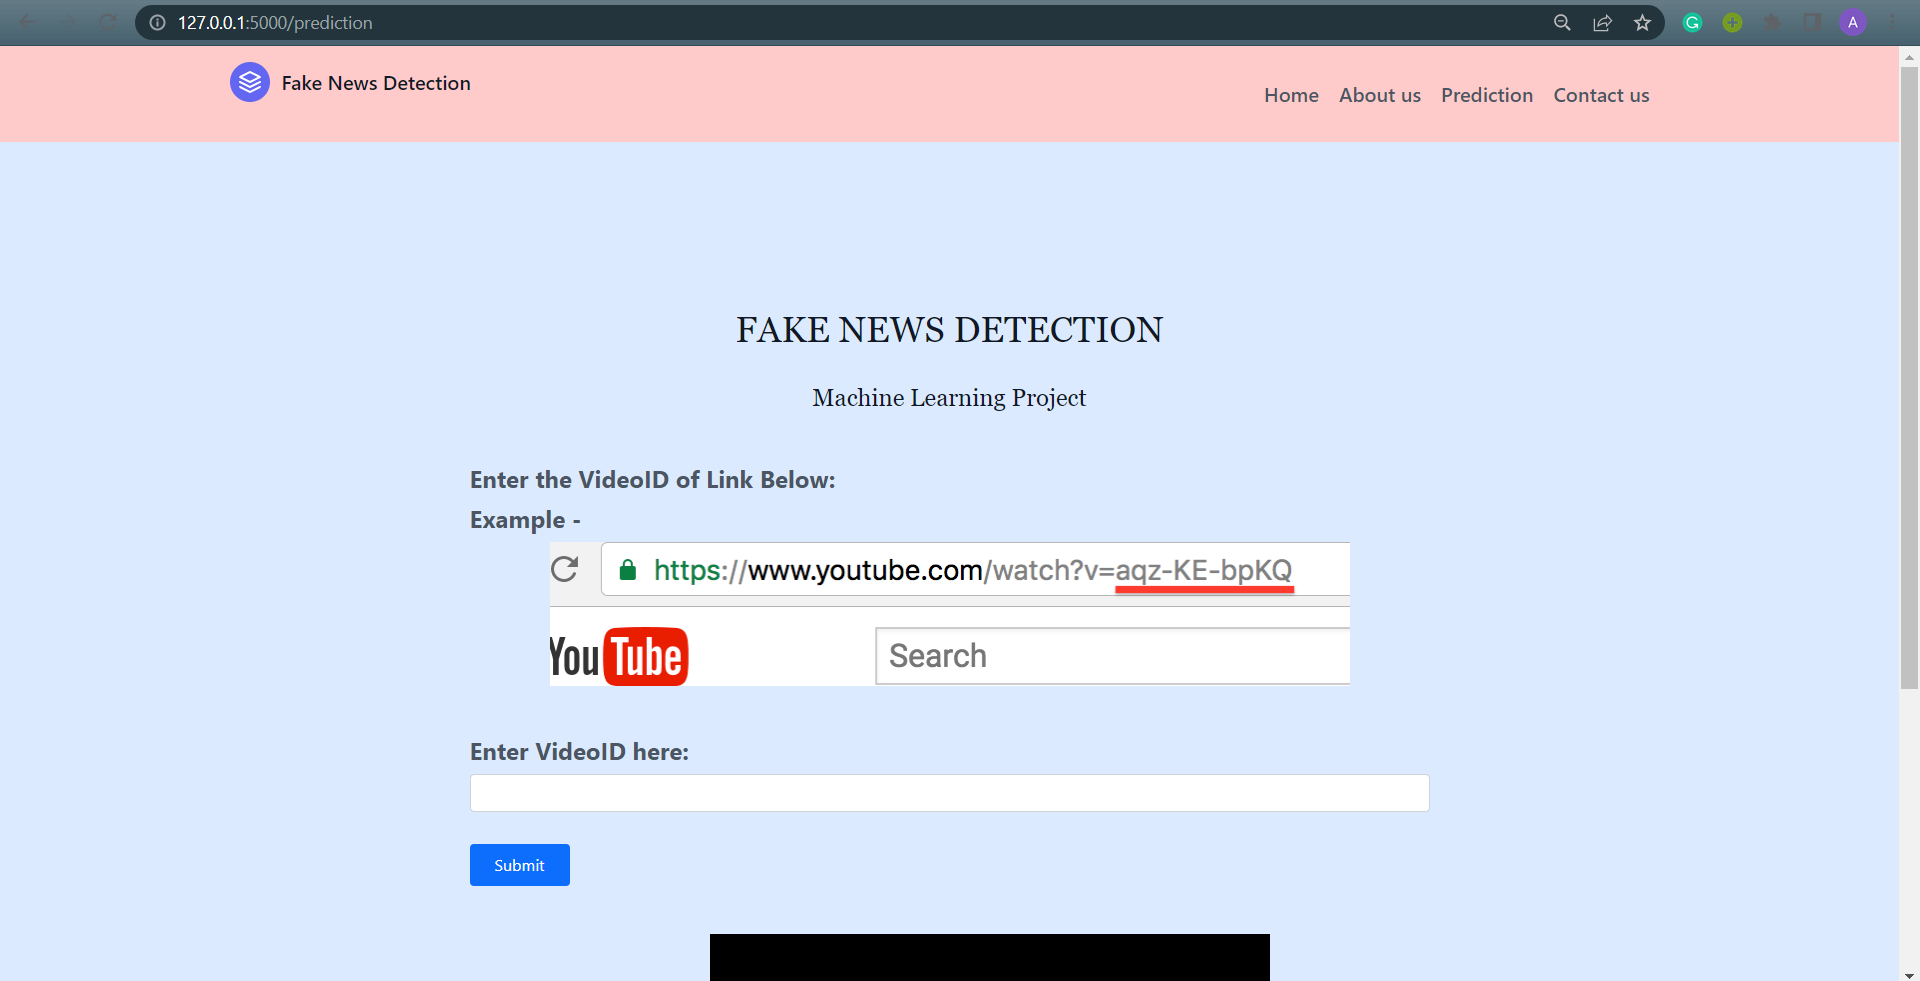 127.0.0.1:5000/prediction
A
Fake News Detection
Home About us Prediction Contact us
FAKE NEWS DETECTION
Machine Learning Project
Enter the VideoID of Link Below:
Example -
https://www.youtube.com/watch?v=aqz-KE-bpKQ
YouTube
Search
Enter VideoID here:
Submit